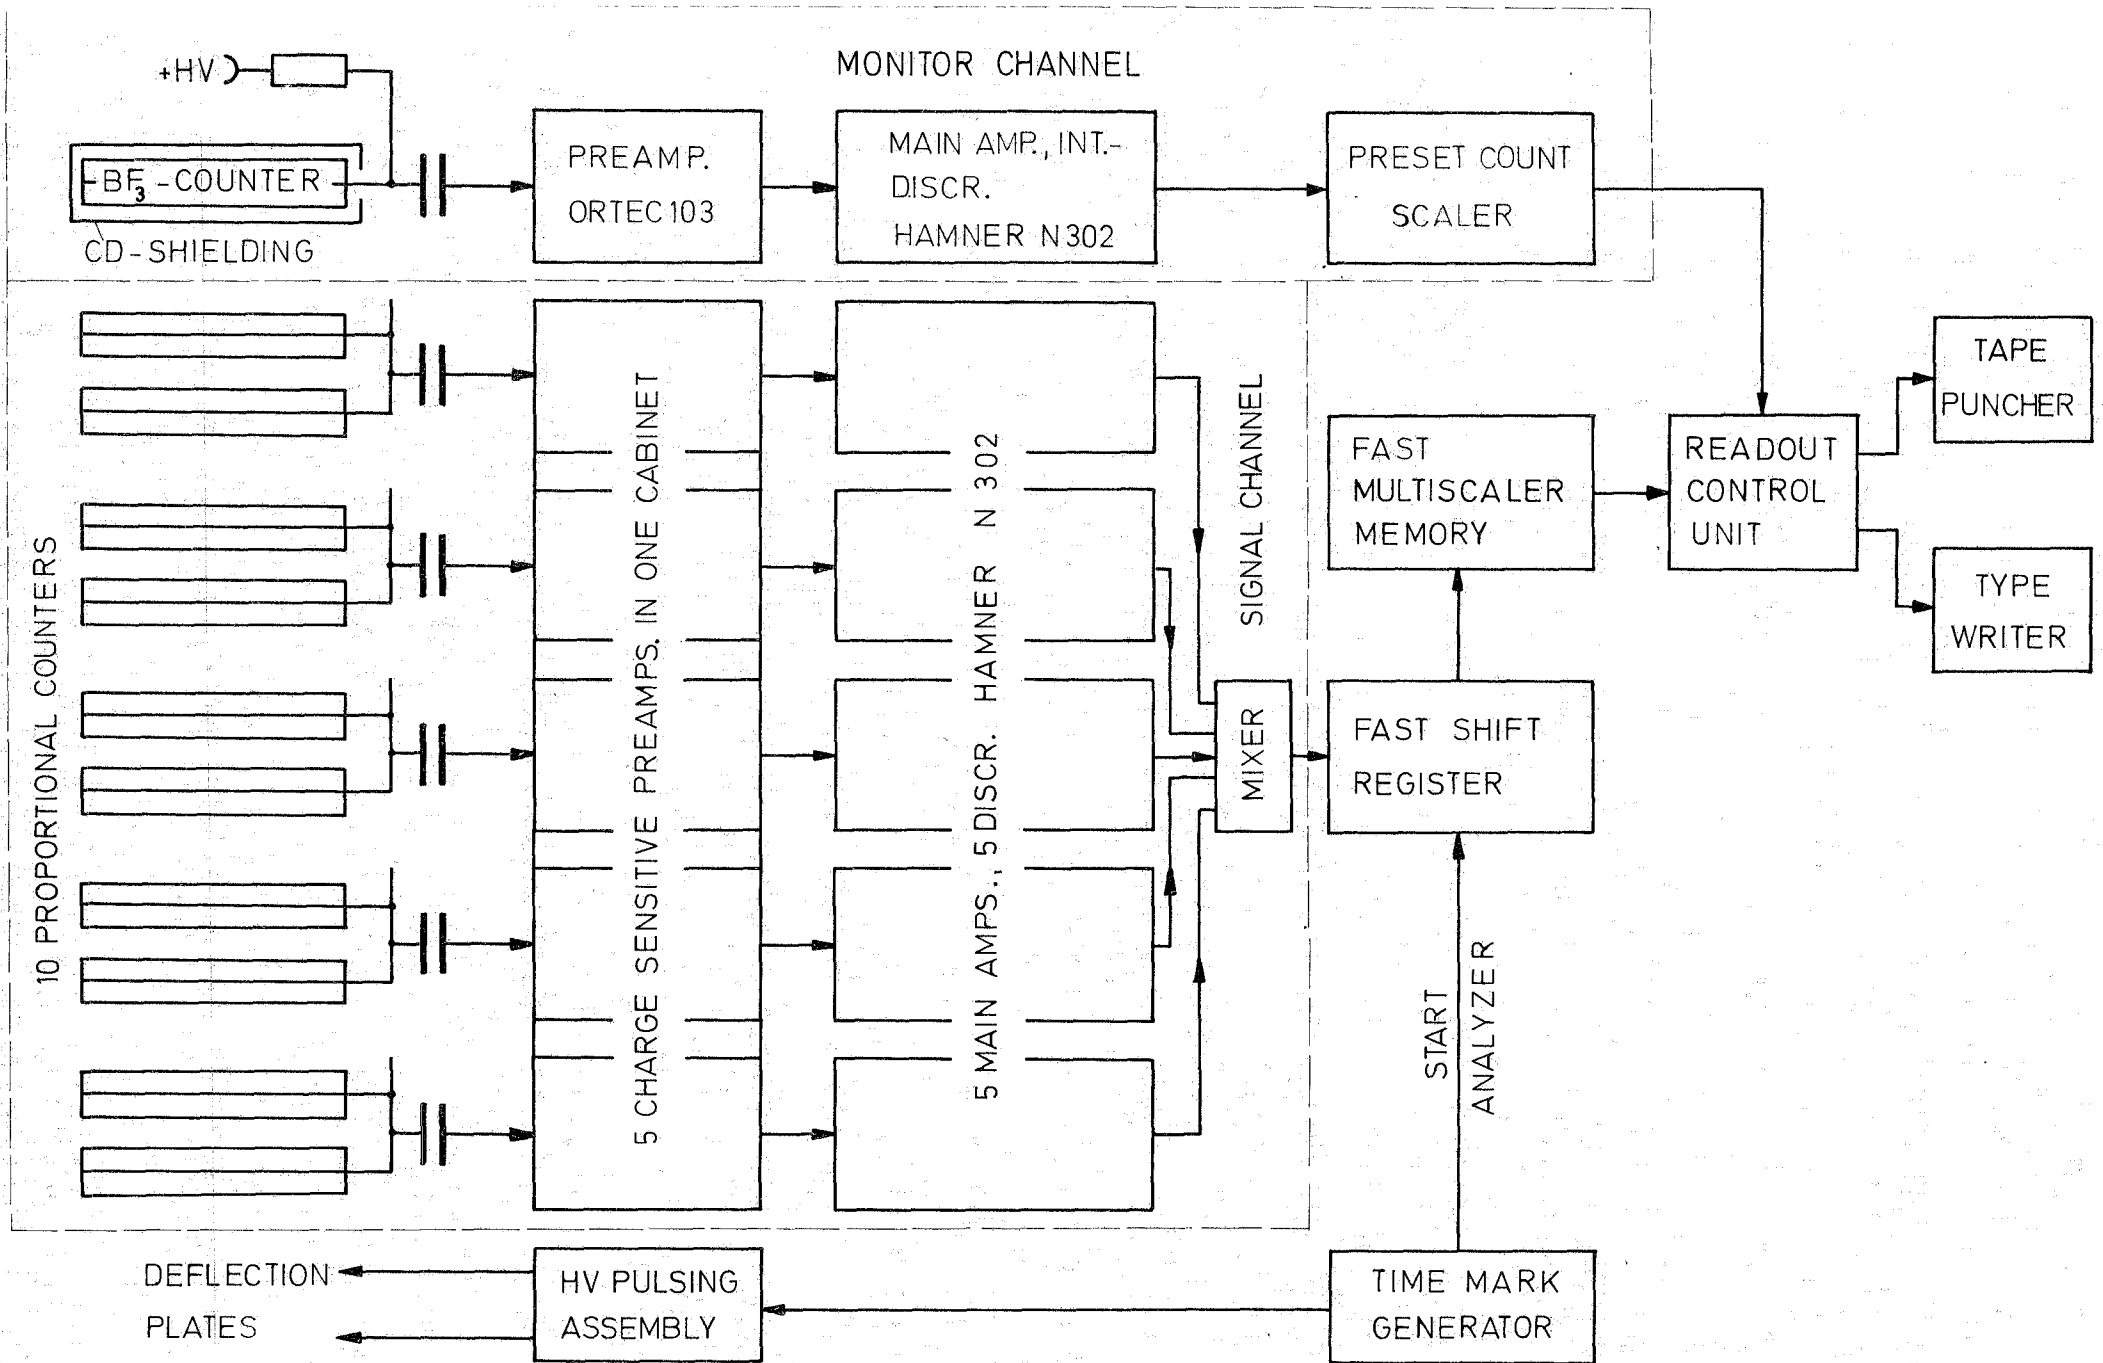 MONITOR CHANNEL
+HV
-BF3-COUNTER
CD-SHIELDING
PREAMP.
ORTEC 103
MAIN AMP., INT.-
DISCR.
HAMNER N302
PRESET COUNT
SCALER
10 PROPORTIONAL COUNTERS
5 CHARGE SENSITIVE PREAMPS. IN ONE CABINET
5 MAIN AMPS., 5 DISCR. HAMNER N 302
SIGNAL CHANNEL
MIXER
FAST
MULTISCALER
MEMORY
READOUT
CONTROL
UNIT
TAPE
PUNCHER
TYPE
WRITER
FAST SHIFT
REGISTER
START
ANALYZER
DEFLECTION
PLATES
HV PULSING
ASSEMBLY
TIME MARK
GENERATOR